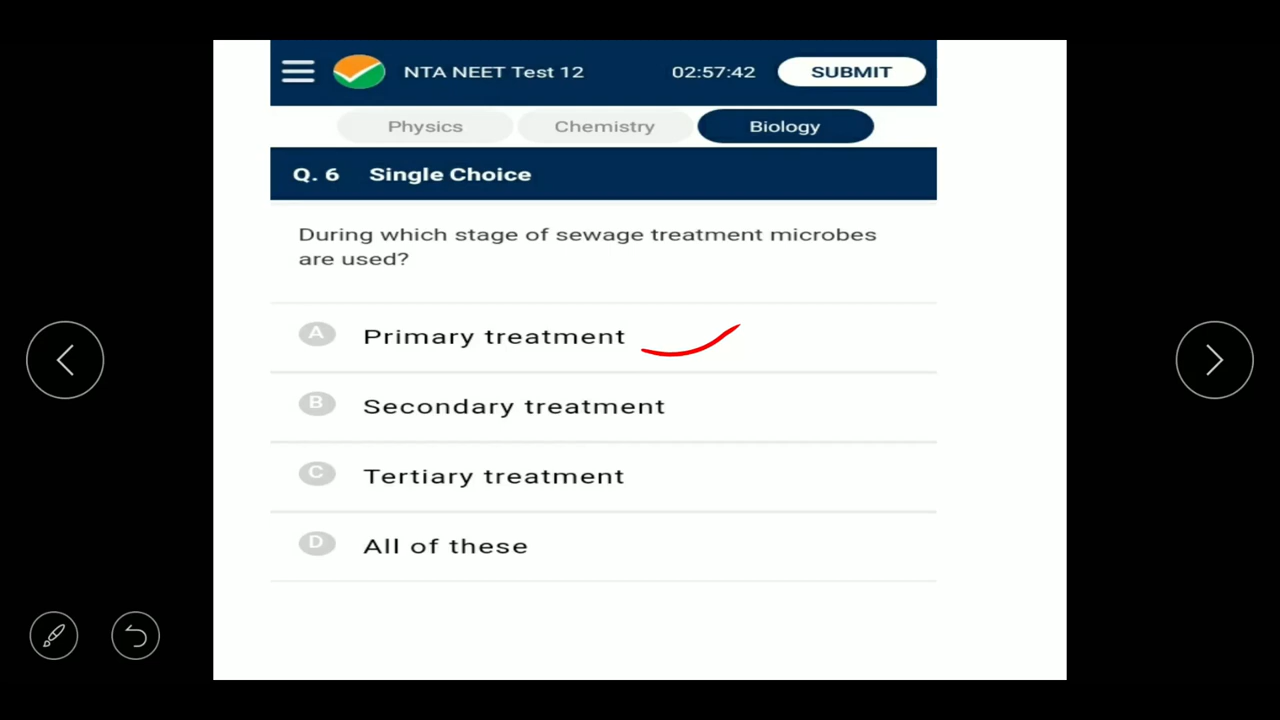 NTA NEET Test 12 02:57:42 SUBMIT
Physics Chemistry Biology
Q. 6 Single Choice
During which stage of sewage treatment microbes
are used?
A Primary treatment
B Secondary treatment
C Tertiary treatment
D All of these